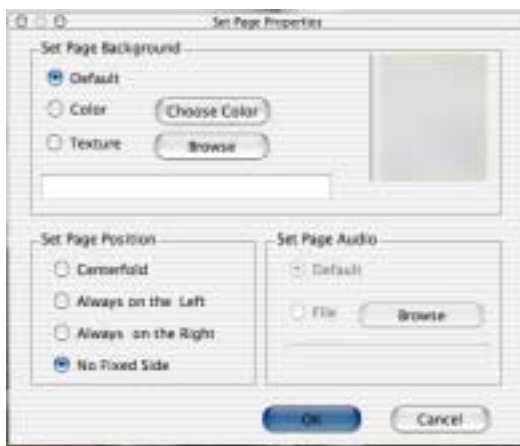 Set Page Properties
Set Page Background
Default
Color
Choose Color
Texture
Browse
Set Page Position
Centerfold
Always on the Left
Always on the Right
No Fixed Side
Set Page Audio
Default
File
Browse
OK
Cancel